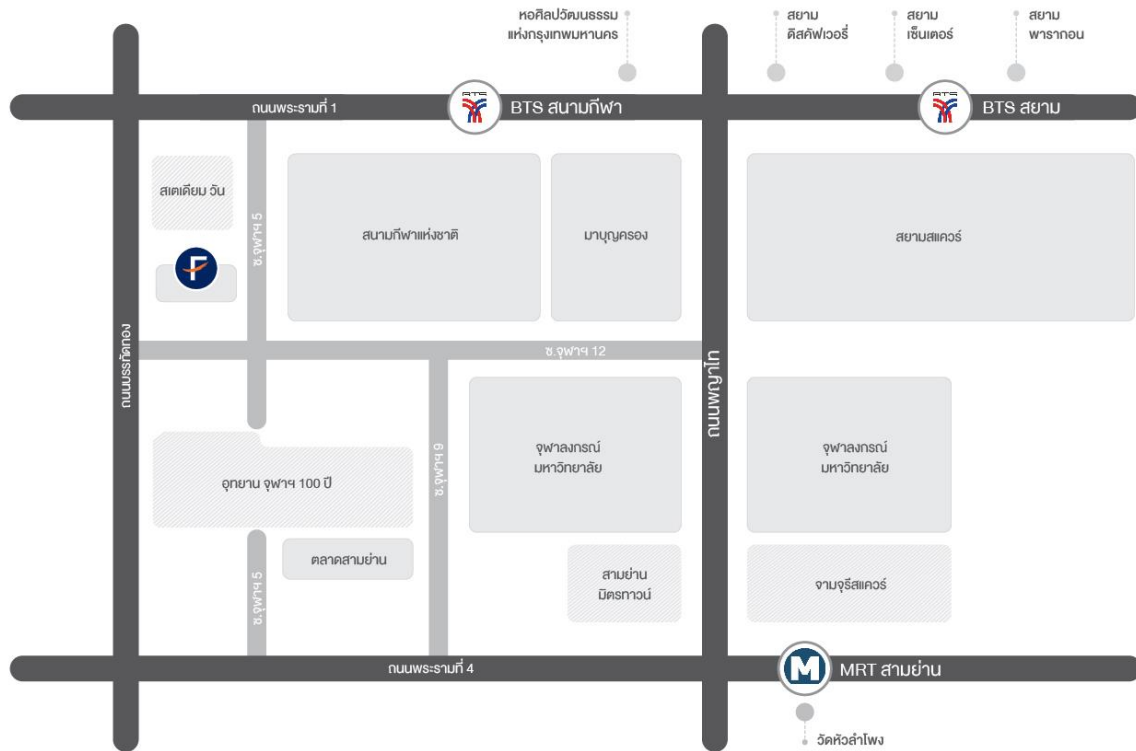 หอศิลปวัฒนธรรม
แห่งกรุงเทพมหานคร
สยาม
ดิสคัฟเวอรี่
สยาม
เซ็นเตอร์
สยาม
พารากอน
ถนนพระรามที่ 1
BTS
BTS สนามกีฬา
BTS
BTS สยาม
สเตเดียม วัน
ซ.จุฬาฯ 5
สนามกีฬาแห่งชาติ
มาบุญครอง
สยามสแควร์
F
ถนนบรรทัดทอง
ซ.จุฬาฯ 12
ถนนพญาไท
จุฬาลงกรณ์
มหาวิทยาลัย
จุฬาลงกรณ์
มหาวิทยาลัย
ซ.จุฬาฯ 9
อุทยาน จุฬาฯ 100 ปี
ตลาดสามย่าน
ซ.จุฬาฯ 5
สามย่าน
มิตรทาวน์
จามจุรีสแควร์
ถนนพระรามที่ 4
M
MRT สามย่าน
วัดหัวลำโพง